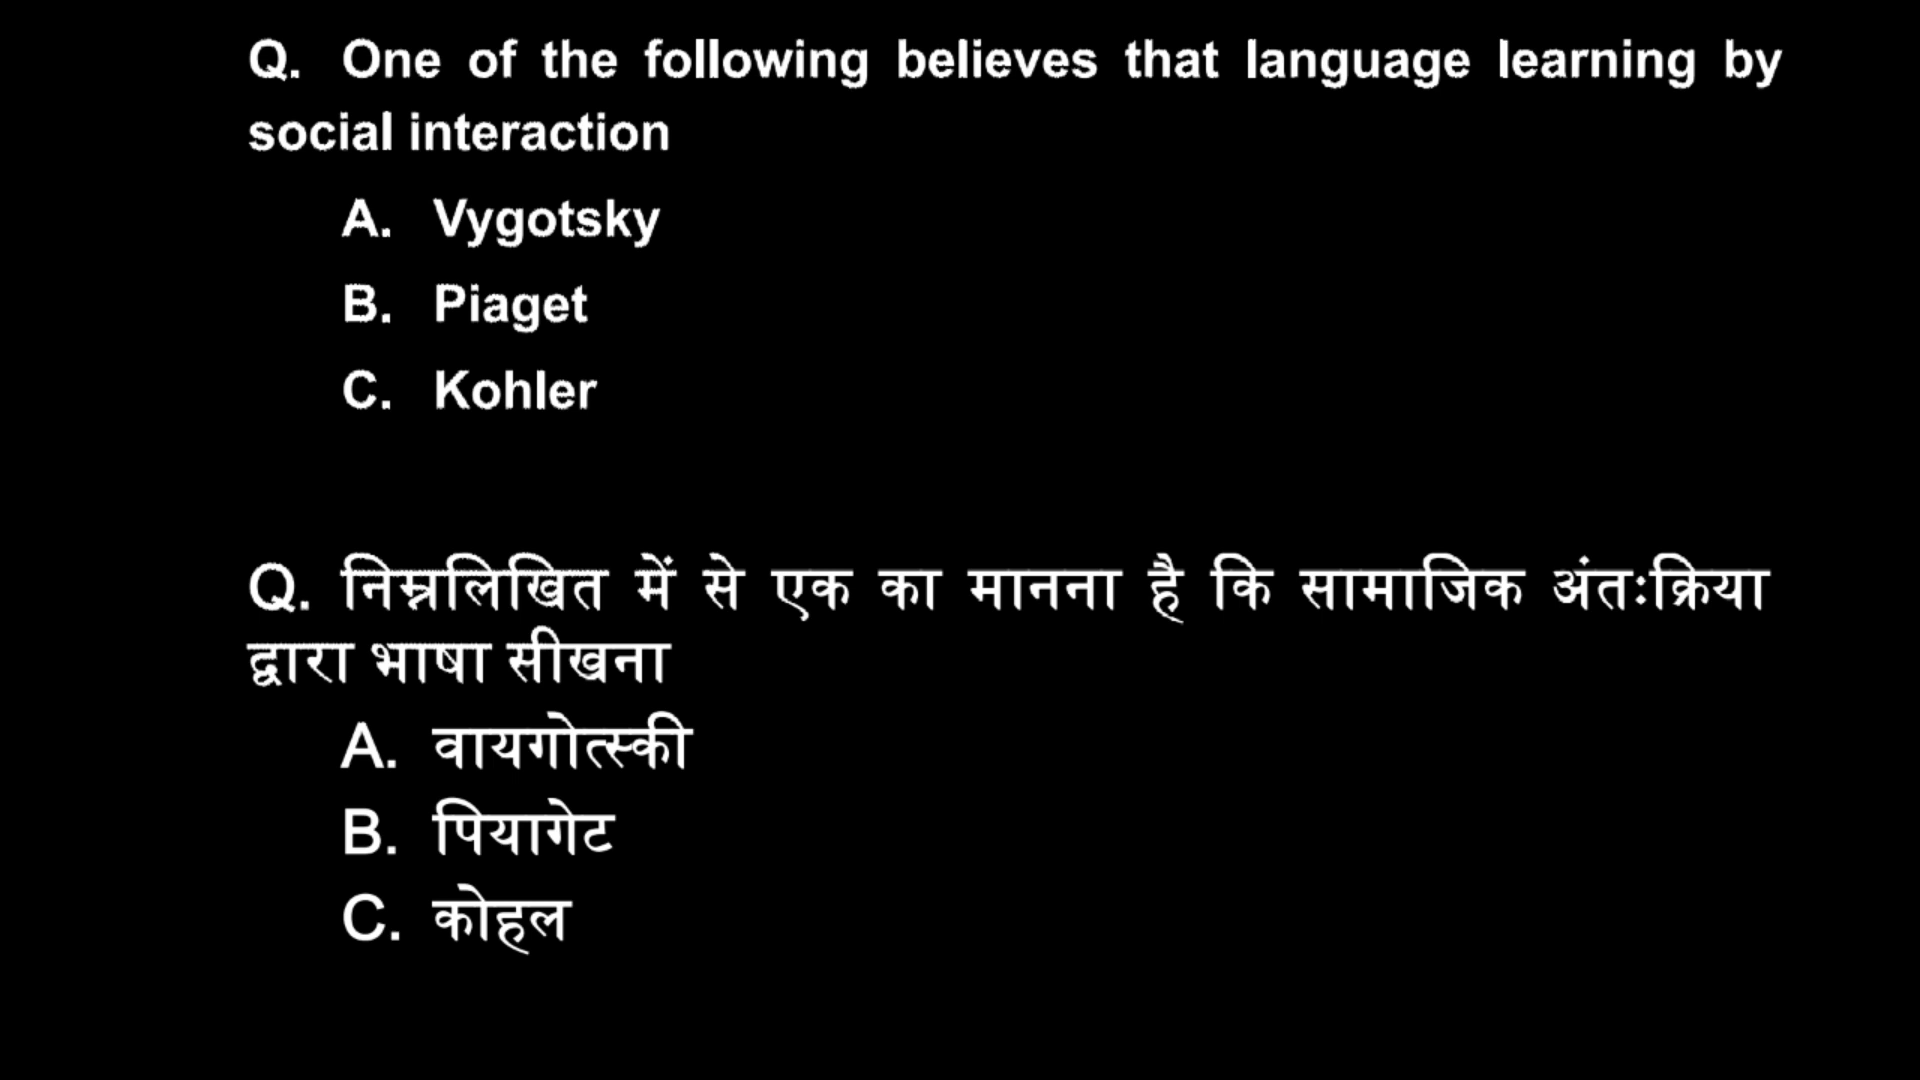 Q. One of the following believes that language learning by
social interaction
A. Vygotsky
B. Piaget
C. Kohler
Q. निम्नलिखित में से एक का मानना है कि सामाजिक अंतःक्रिया
द्वारा भाषा सीखना
A. वायगोत्स्की
B. पियागेट
C. कोहल